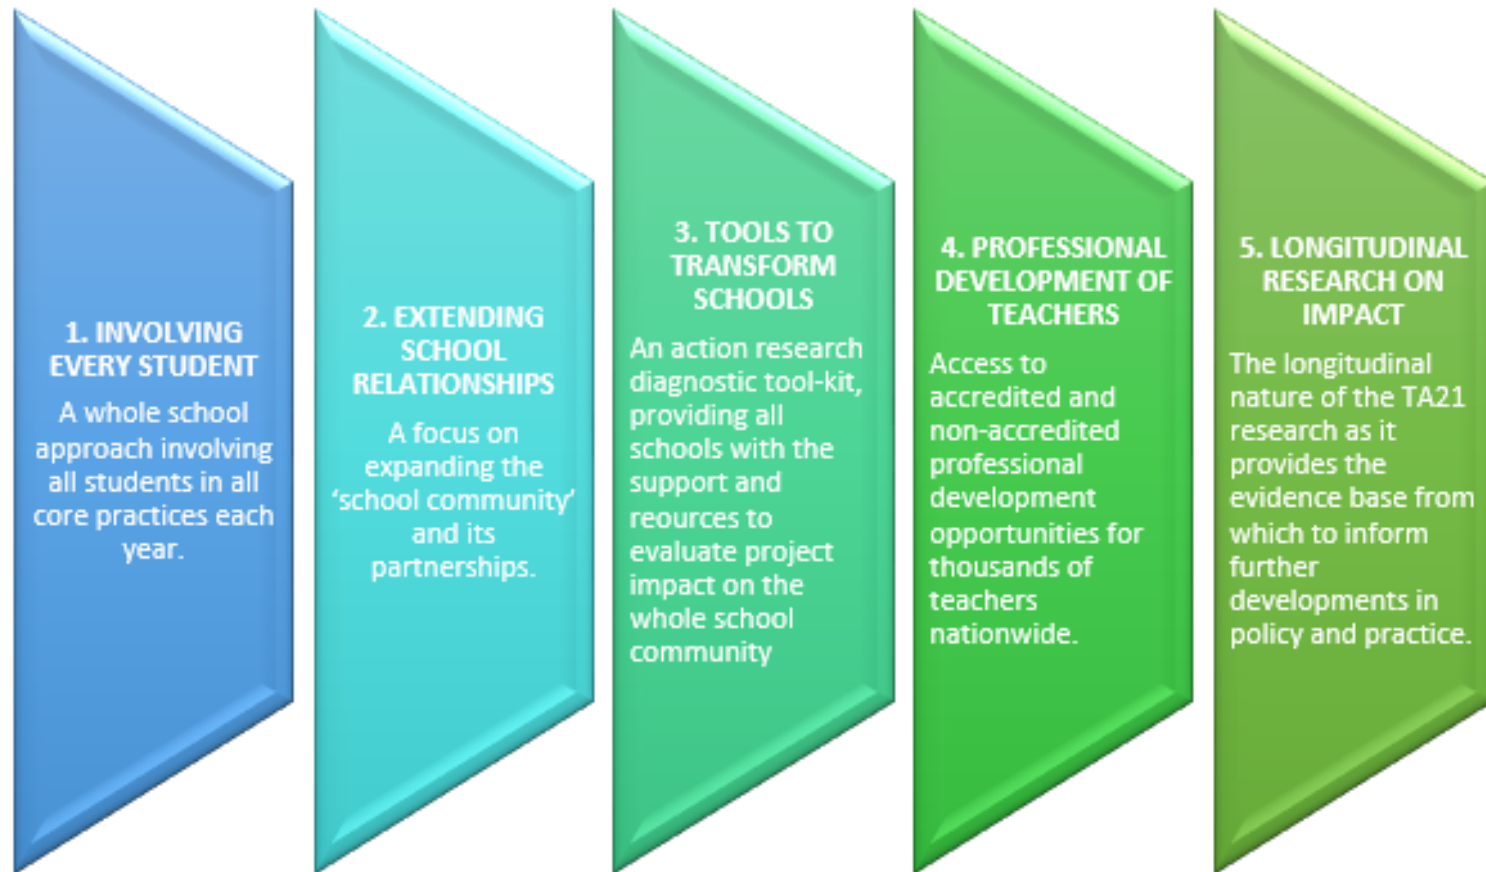 1. INVOLVING
EVERY STUDENT
A whole school
approach involving
all students in all
core practices each
year.
2. EXTENDING
SCHOOL
RELATIONSHIPS
A focus on
expanding the
‘school community’
and its
partnerships.
3. TOOLS TO
TRANSFORM
SCHOOLS
An action research
diagnostic tool-kit,
providing all
schools with the
support and
reources to
evaluate project
impact on the
whole school
community
4. PROFESSIONAL
DEVELOPMENT OF
TEACHERS
Access to
accredited and
non-accredited
professional
development
opportunities for
thousands of
teachers
nationwide.
5. LONGITUDINAL
RESEARCH ON
IMPACT
The longitudinal
nature of the TA21
research as it
provides the
evidence base from
which to inform
further
developments in
policy and practice.